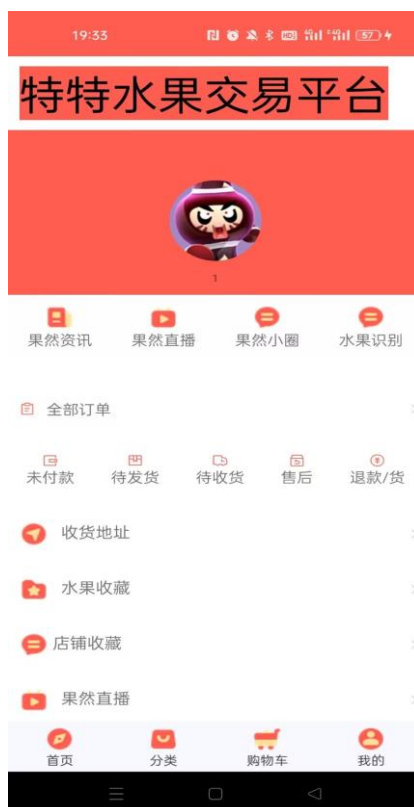 19:33
特特水果交易平台
1
果然资讯 果然直播 果然小圈 水果识别
全部订单
未付款 待发货 待收货 售后 退款/货
收货地址
水果收藏
店铺收藏
果然直播
首页 分类 购物车 我的